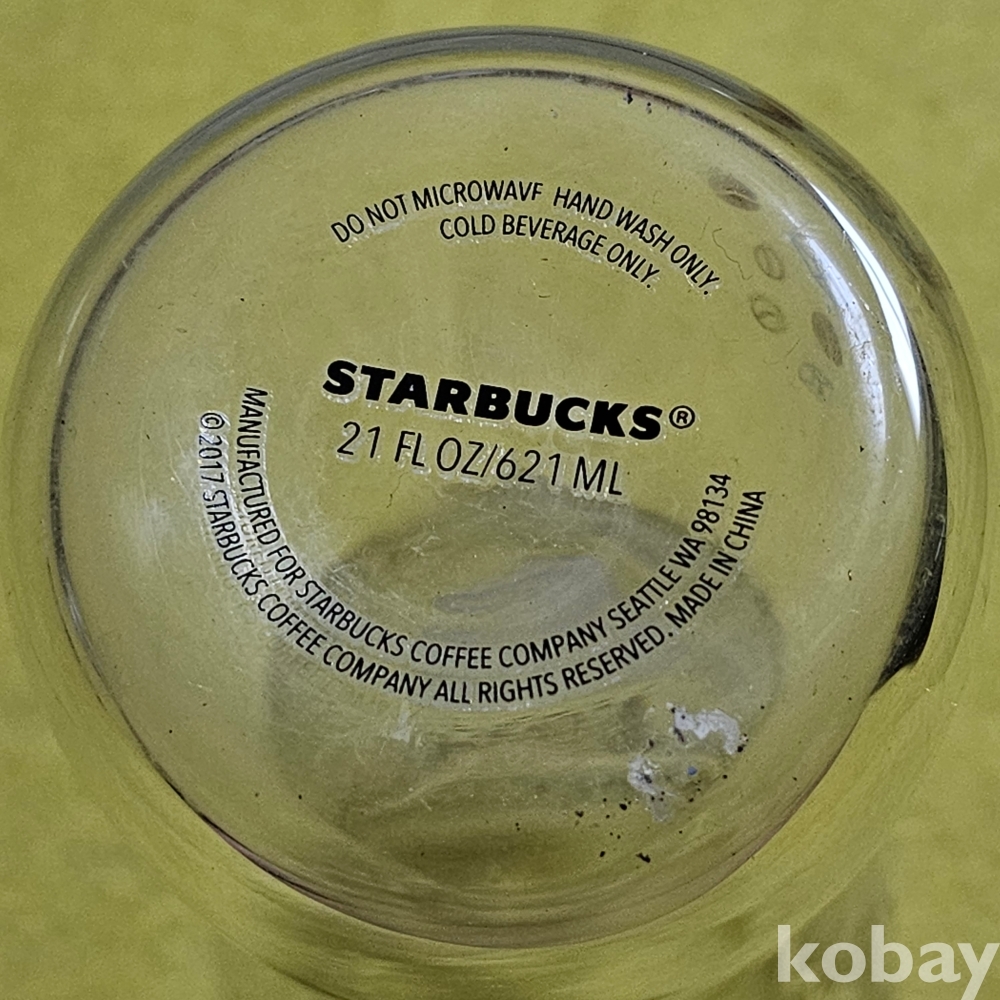 DO NOT MICROWAVE HAND WASH ONLY.
COLD BEVERAGE ONLY.
STARBUCKS®
21 FL OZ/621 ML
MANUFACTURED FOR STARBUCKS COFFEE COMPANY SEATTLE WA 98134
©2017 STARBUCKS COFFEE COMPANY ALL RIGHTS RESERVED. MADE IN CHINA
kobay